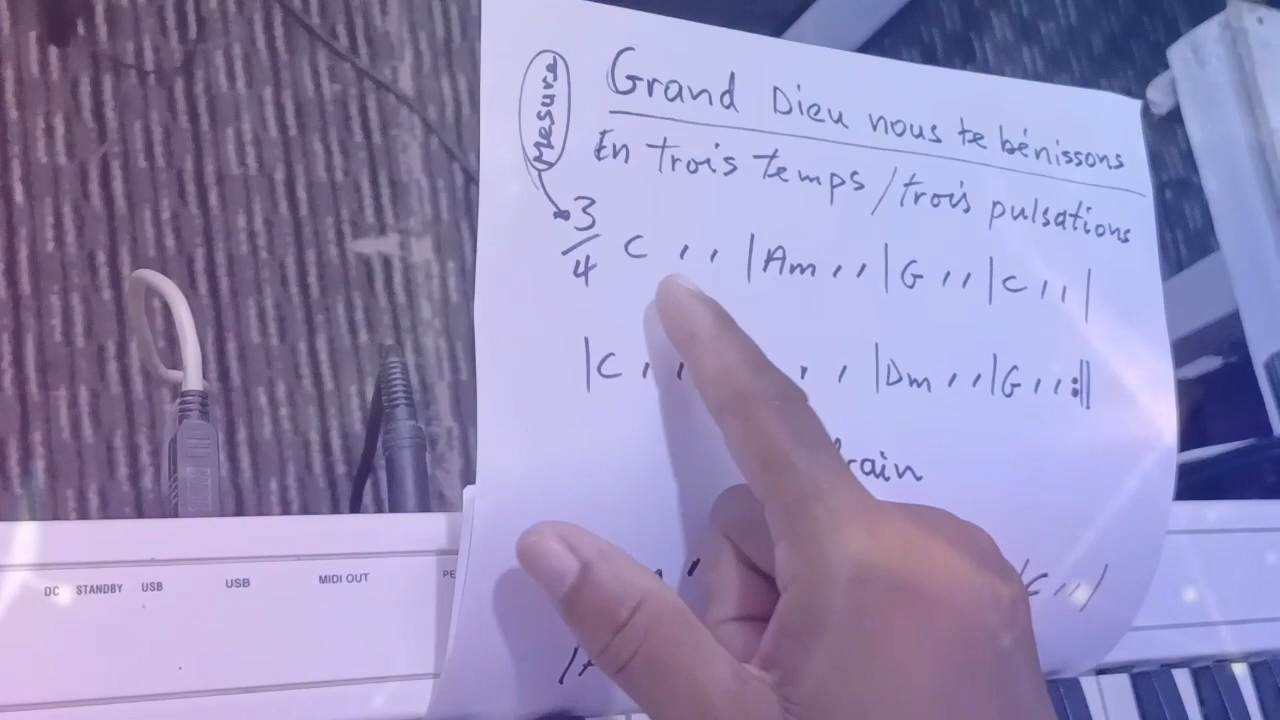 Mesure
Grand Dieu nous te bénissons
En trois temps / trois pulsations
3/4 C , , | Am , , | G , , | C , , |
| C , , , , | Dm , , | G , , :||
rain
C , , |
DC STANDBY USB USB MIDI OUT PE